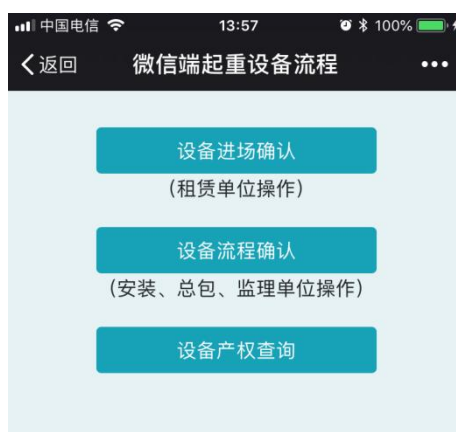 中国电信 13:57 100%
返回 微信端起重设备流程
设备进场确认
(租赁单位操作)
设备流程确认
(安装、总包、监理单位操作)
设备产权查询